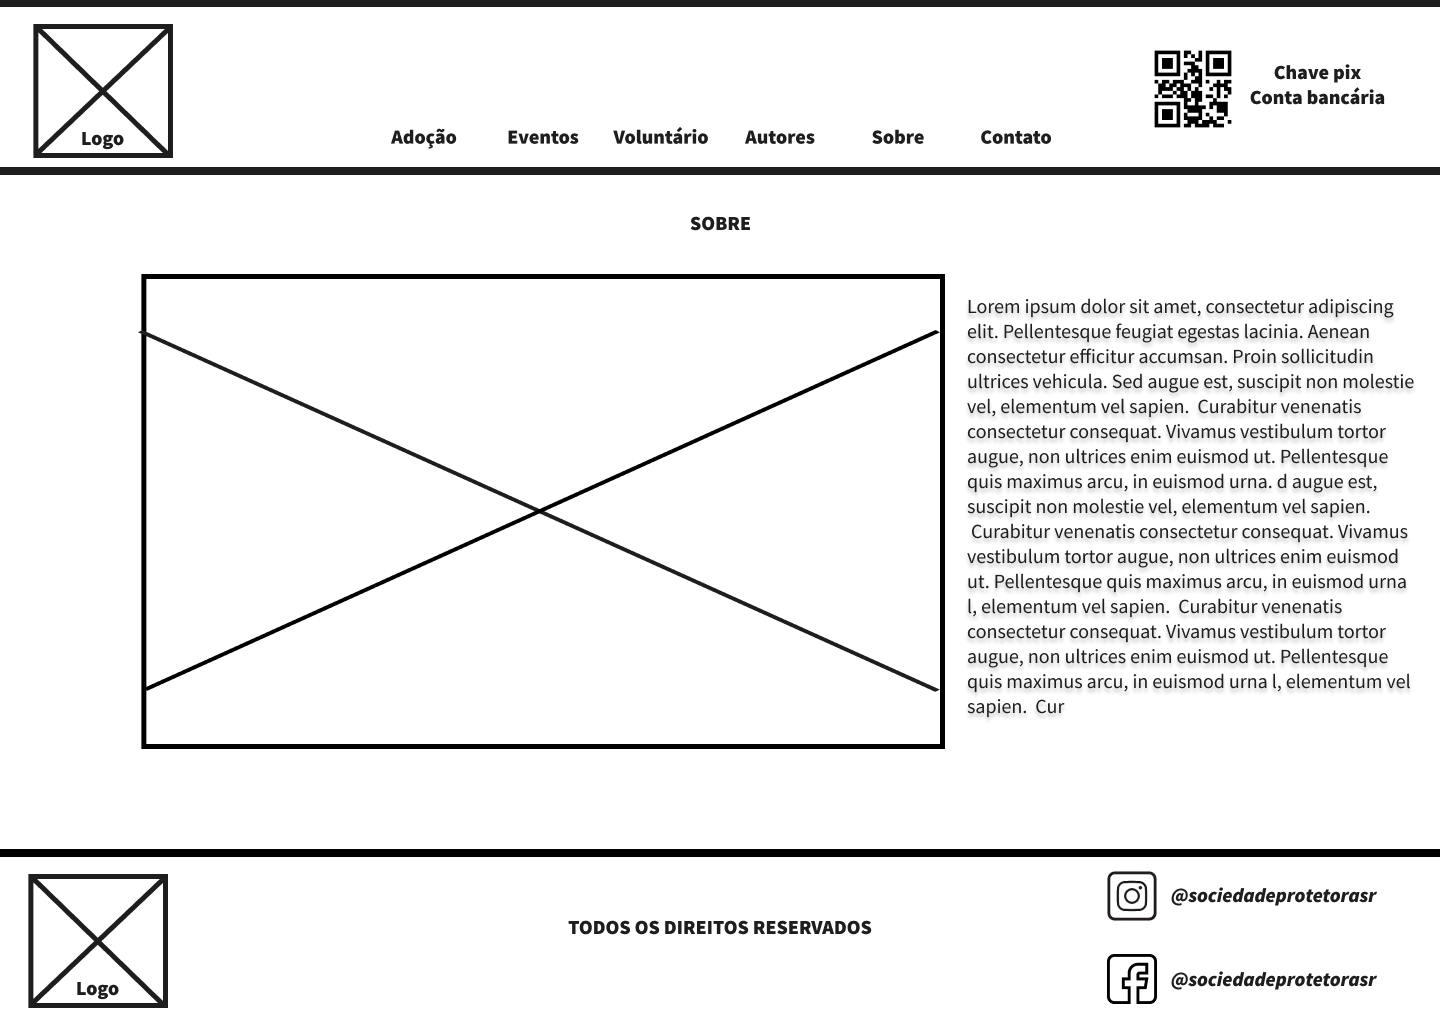 Logo
Chave pix
Conta bancária
Adoção Eventos Voluntário Autores Sobre Contato
SOBRE
Lorem ipsum dolor sit amet, consectetur adipiscing
elit. Pellentesque feugiat egestas lacinia. Aenean
consectetur efficitur accumsan. Proin sollicitudin
ultrices vehicula. Sed augue est, suscipit non molestie
vel, elementum vel sapien.  Curabitur venenatis
consectetur consequat. Vivamus vestibulum tortor
augue, non ultrices enim euismod ut. Pellentesque
quis maximus arcu, in euismod urna. d augue est,
suscipit non molestie vel, elementum vel sapien.
Curabitur venenatis consectetur consequat. Vivamus
vestibulum tortor augue, non ultrices enim euismod
ut. Pellentesque quis maximus arcu, in euismod urna
l, elementum vel sapien.  Curabitur venenatis
consectetur consequat. Vivamus vestibulum tortor
augue, non ultrices enim euismod ut. Pellentesque
quis maximus arcu, in euismod urna l, elementum vel
sapien.  Cur
Logo
TODOS OS DIREITOS RESERVADOS
@sociedadeprotetorasr
@sociedadeprotetorasr